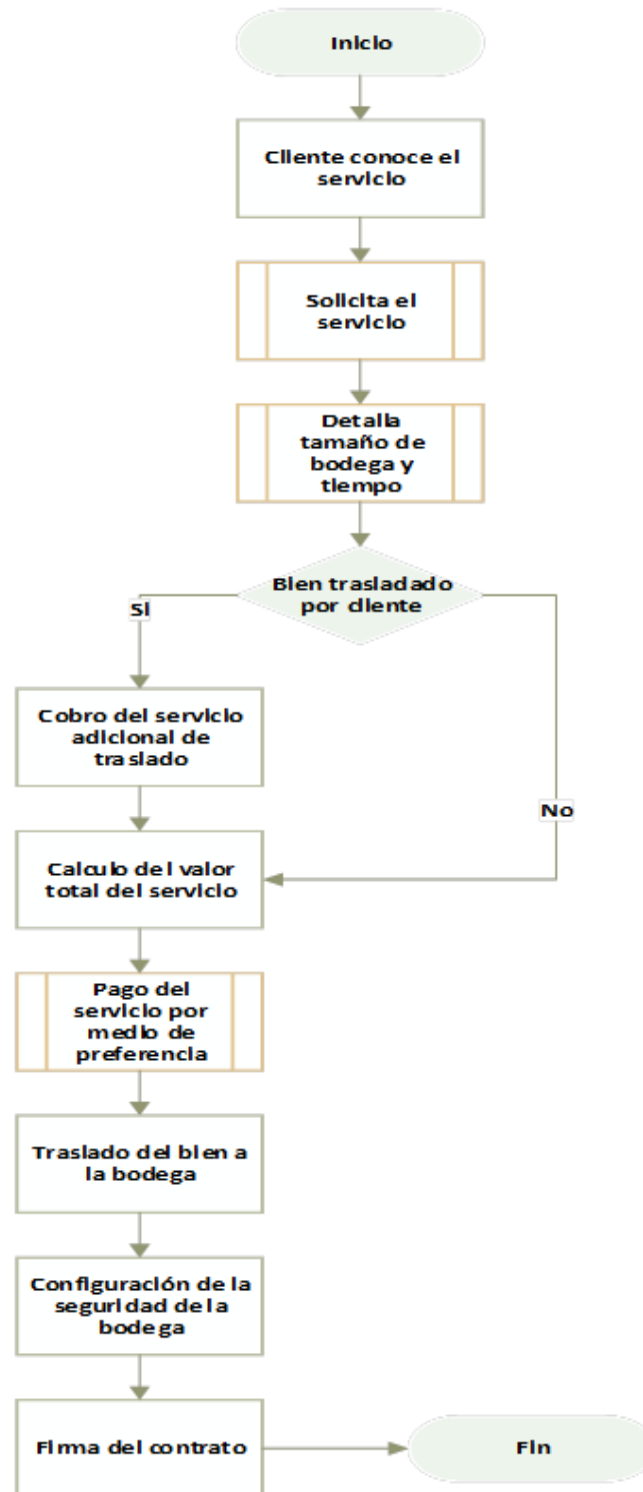 Inicio
Cliente conoce el
servicio
Solicita el
servicio
Detalla
tamaño de
bodega y
tiempo
Bien trasladado
por cliente
Si
Cobro del servicio
adicional de
traslado
No
Calculo del valor
total del servicio
Pago del
servicio por
medio de
preferencia
Traslado del bien a
la bodega
Configuración de la
seguridad de la
bodega
Firma del contrato
Fin